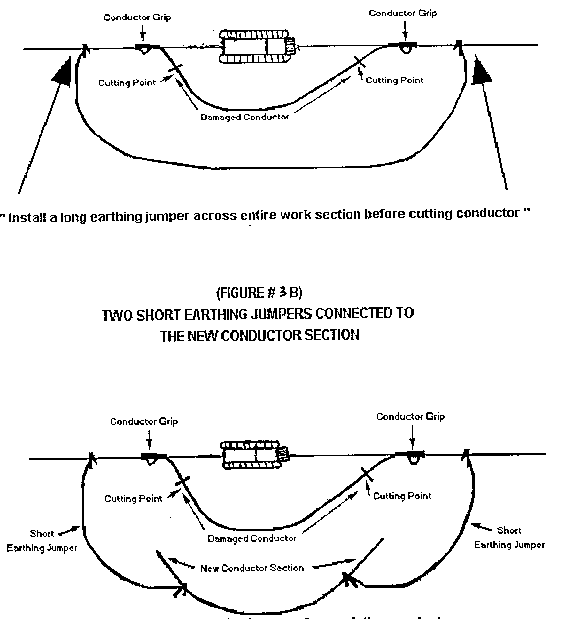 Conductor Grip
Conductor Grip
Cutting Point
Cutting Point
Damaged Conductor
" Install a long earthing jumper across entire work section before cutting conductor "
(FIGURE # 3 B)
TWO SHORT EARTHING JUMPERS CONNECTED TO
THE NEW CONDUCTOR SECTION
Conductor Grip
Conductor Grip
Cutting Point
Cutting Point
Short
Earthing Jumper
Damaged Conductor
Short
Earthing Jumper
New Conductor Section